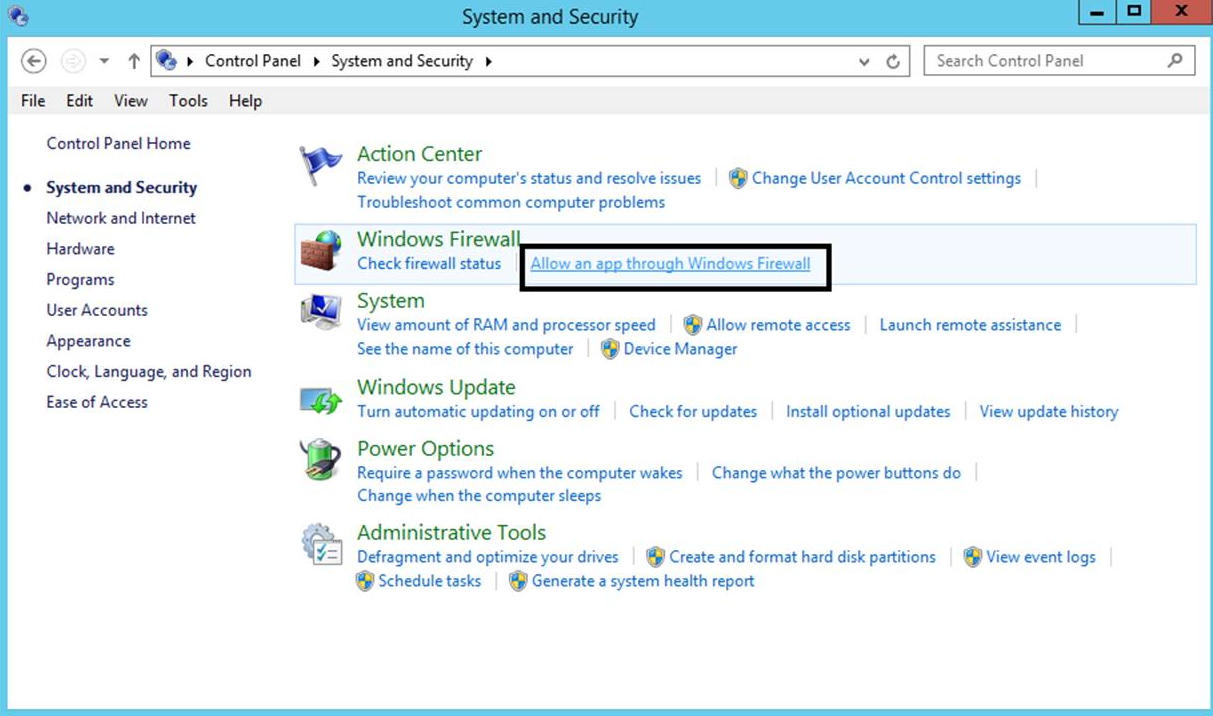 System and Security
Control Panel System and Security
Search Control Panel
File Edit View Tools Help
Control Panel Home
System and Security
Network and Internet
Hardware
Programs
User Accounts
Appearance
Clock, Language, and Region
Ease of Access
Action Center
Review your computer's status and resolve issues Change User Account Control settings
Troubleshoot common computer problems
Windows Firewall
Check firewall status Allow an app through Windows Firewall
System
View amount of RAM and processor speed Allow remote access Launch remote assistance
See the name of this computer Device Manager
Windows Update
Turn automatic updating on or off Check for updates Install optional updates View update history
Power Options
Require a password when the computer wakes Change what the power buttons do
Change when the computer sleeps
Administrative Tools
Defragment and optimize your drives Create and format hard disk partitions View event logs
Schedule tasks Generate a system health report